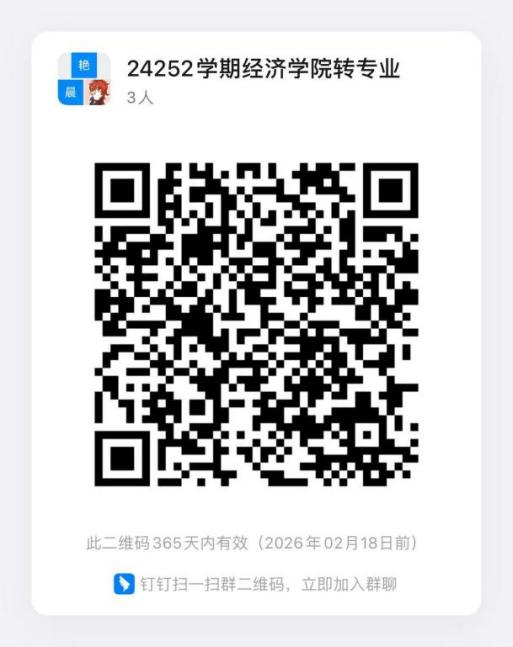 艳
晨
24252学期经济学院转专业
3人
此二维码365天内有效（2026年02月18日前）
钉钉扫一扫群二维码，立即加入群聊